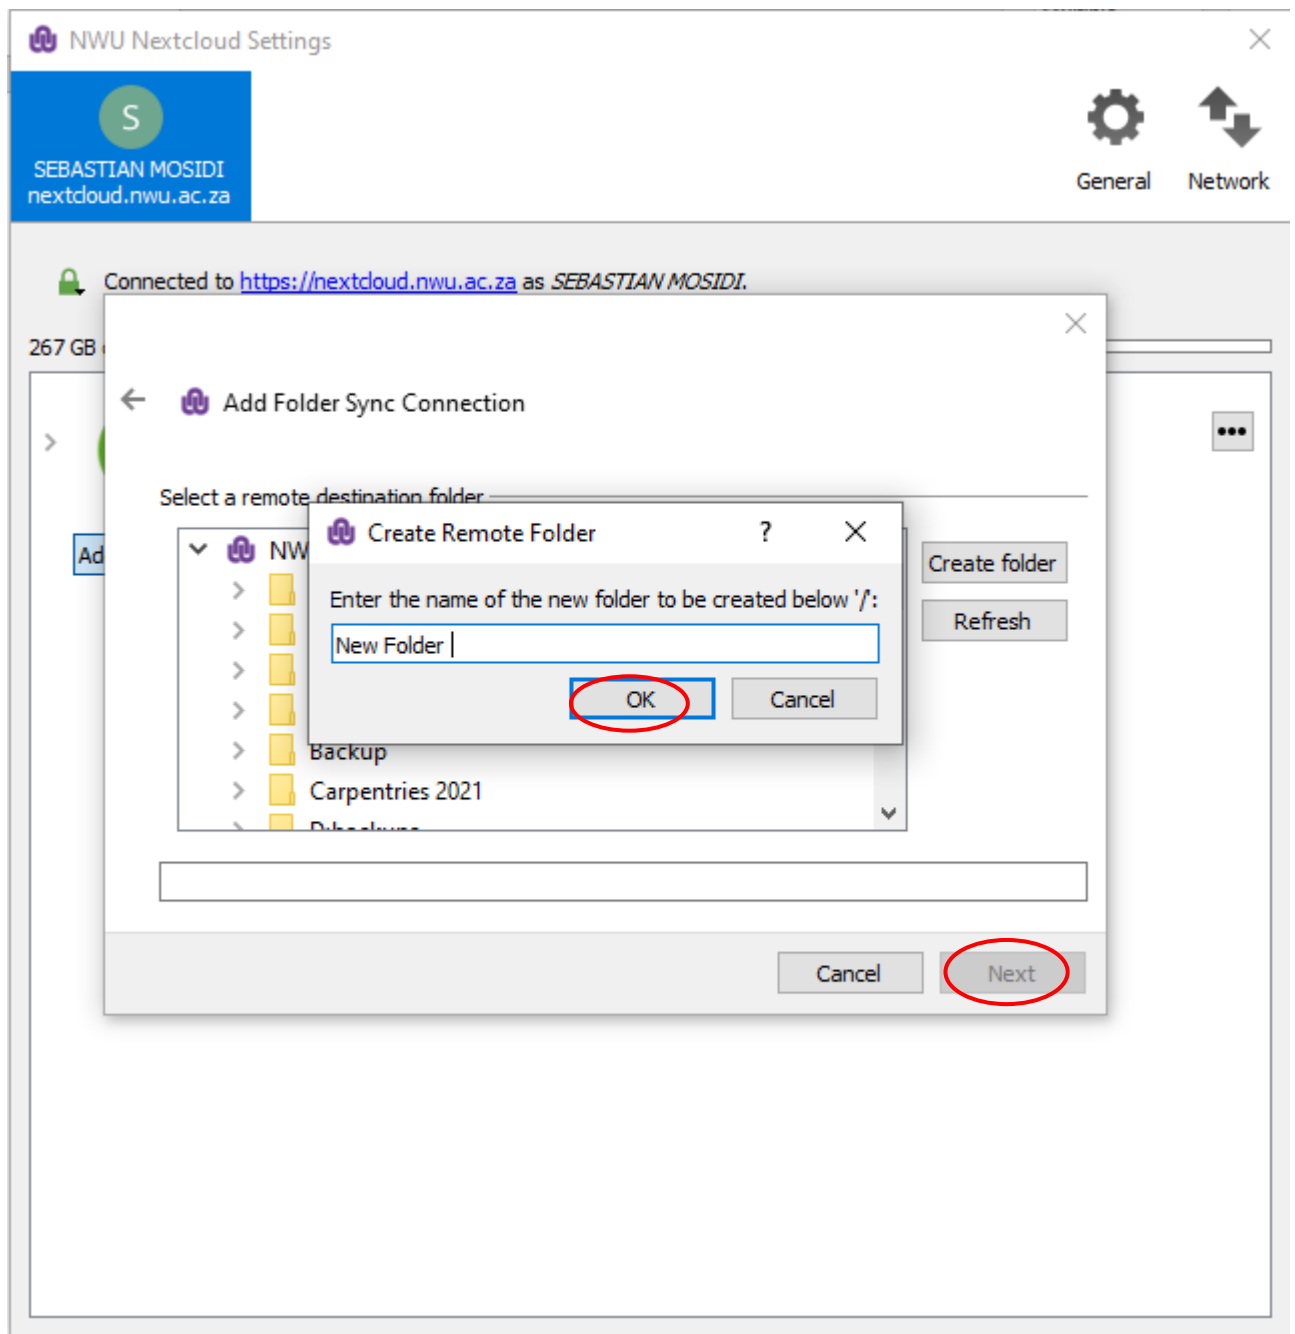 NWU Nextcloud Settings
S
SEBASTIAN MOSIDI
nextcloud.nwu.ac.za
General
Network
Connected to https://nextcloud.nwu.ac.za as SEBASTIAN MOSIDI.
267 GB
Add Folder Sync Connection
Select a remote destination folder
Create Remote Folder
?
NW
Ad
Create folder
Enter the name of the new folder to be created below '/':
Refresh
New Folder
OK
Cancel
Backup
Carpentries 2021
Cancel
Next